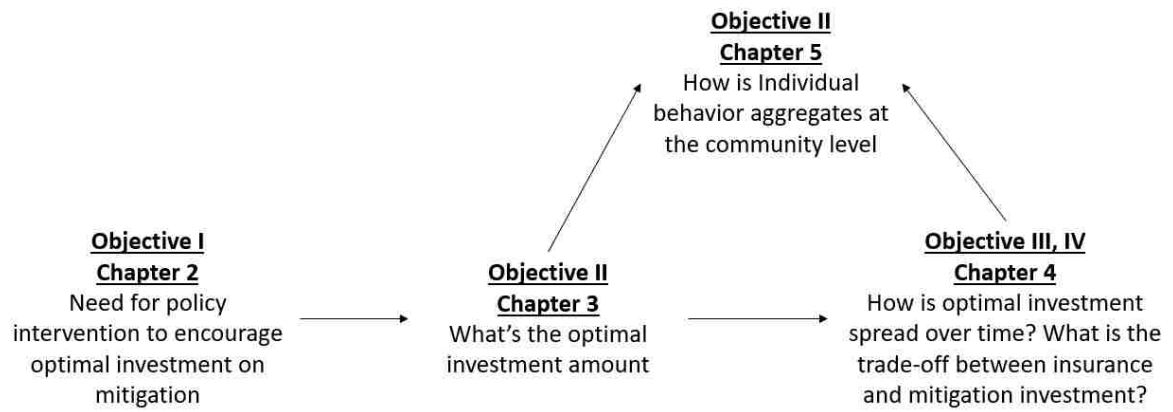 Objective II
Chapter 5
How is Individual
behavior aggregates at
the community level
Objective I
Chapter 2
Need for policy
intervention to encourage
optimal investment on
mitigation
Objective II
Chapter 3
What's the optimal
investment amount
Objective III, IV
Chapter 4
How is optimal investment
spread over time? What is the
trade-off between insurance
and mitigation investment?